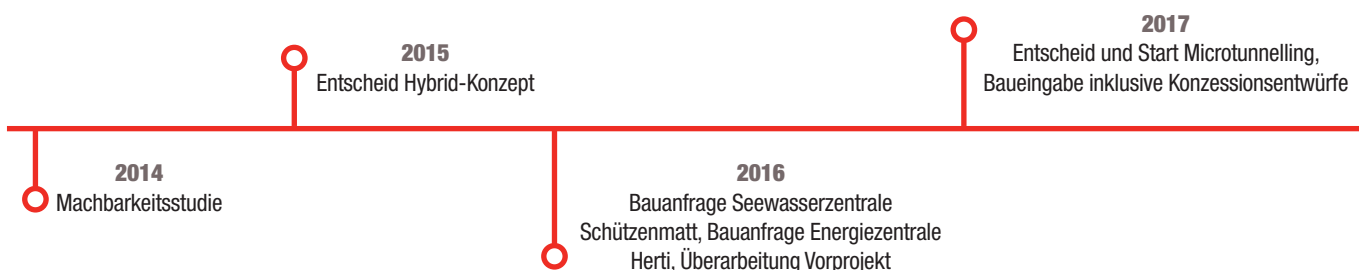 2014
Machbarkeitsstudie
2015
Entscheid Hybrid-Konzept
2016
Bauanfrage Seewasserzentrale
Schützenmatt, Bauanfrage Energiezentrale
Herti, Überarbeitung Vorprojekt
2017
Entscheid und Start Microtunnelling,
Baueingabe inklusive Konzessionsentwürfe